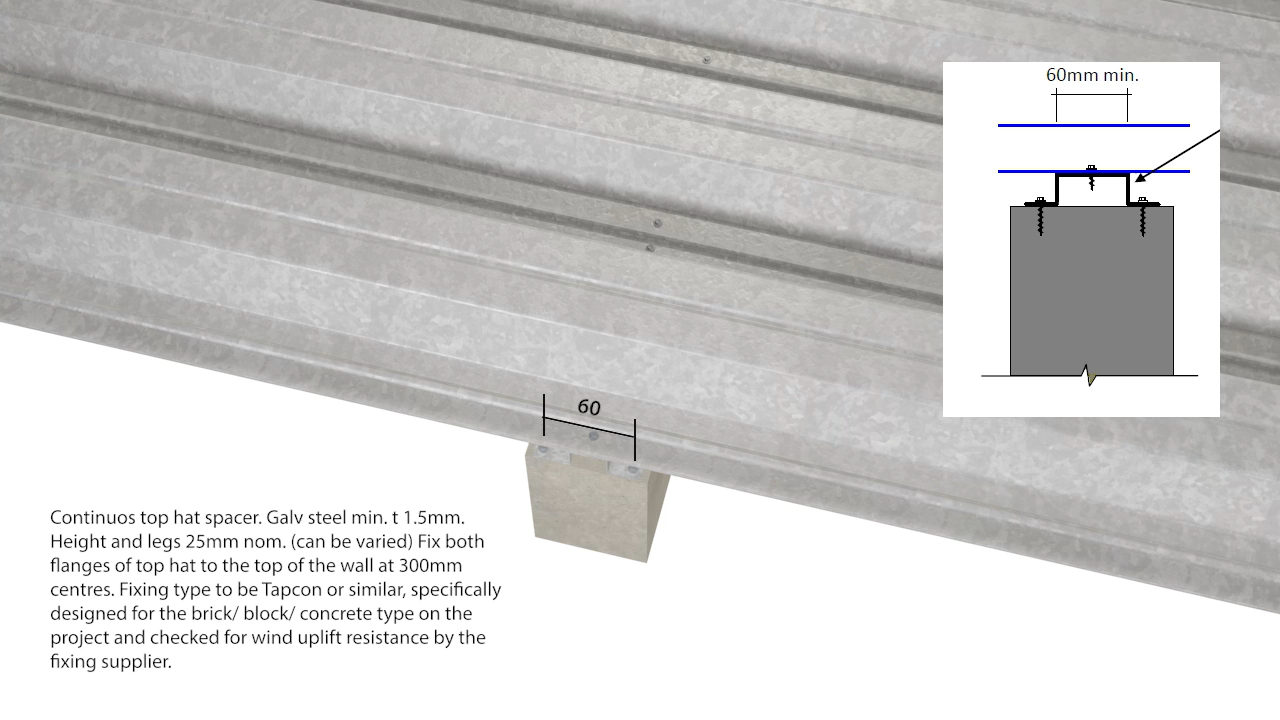 60mm min.
60
Continuos top hat spacer. Galv steel min. t 1.5mm.
Height and legs 25mm nom. (can be varied) Fix both
flanges of top hat to the top of the wall at 300mm
centres. Fixing type to be Tapcon or similar, specifically
designed for the brick/ block/ concrete type on the
project and checked for wind uplift resistance by the
fixing supplier.